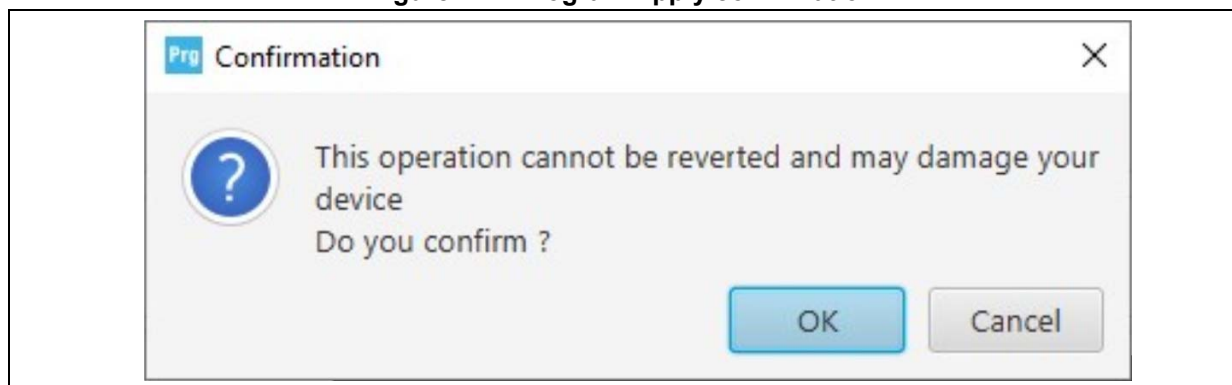 Prg Confirmation
This operation cannot be reverted and may damage your
device
Do you confirm ?
OK Cancel